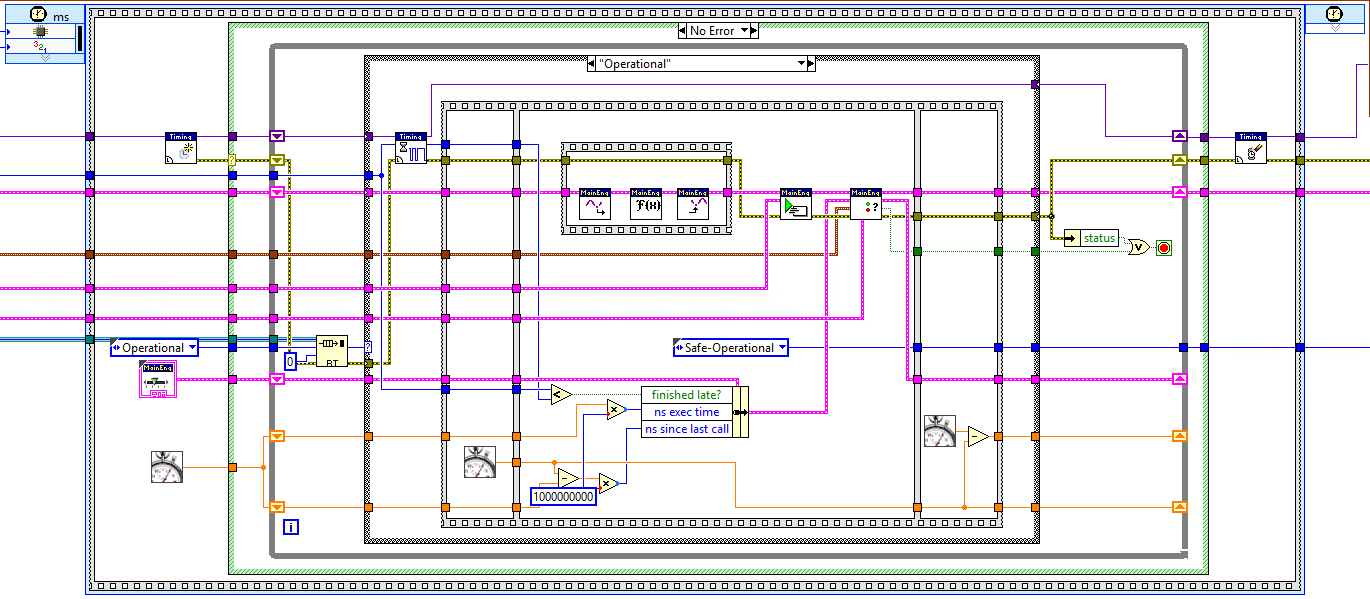 ms
No Error
"Operational"
Timing
Timing
Timing
MainEng
MainEng
MainEng
f(x)
MainEng
MainEng
?
status
v
Operational
0
RT
?
?
Safe-Operational
MainEng
<
finished late?
x
ns exec time
ns since last call
-
x
-
1000000000
i